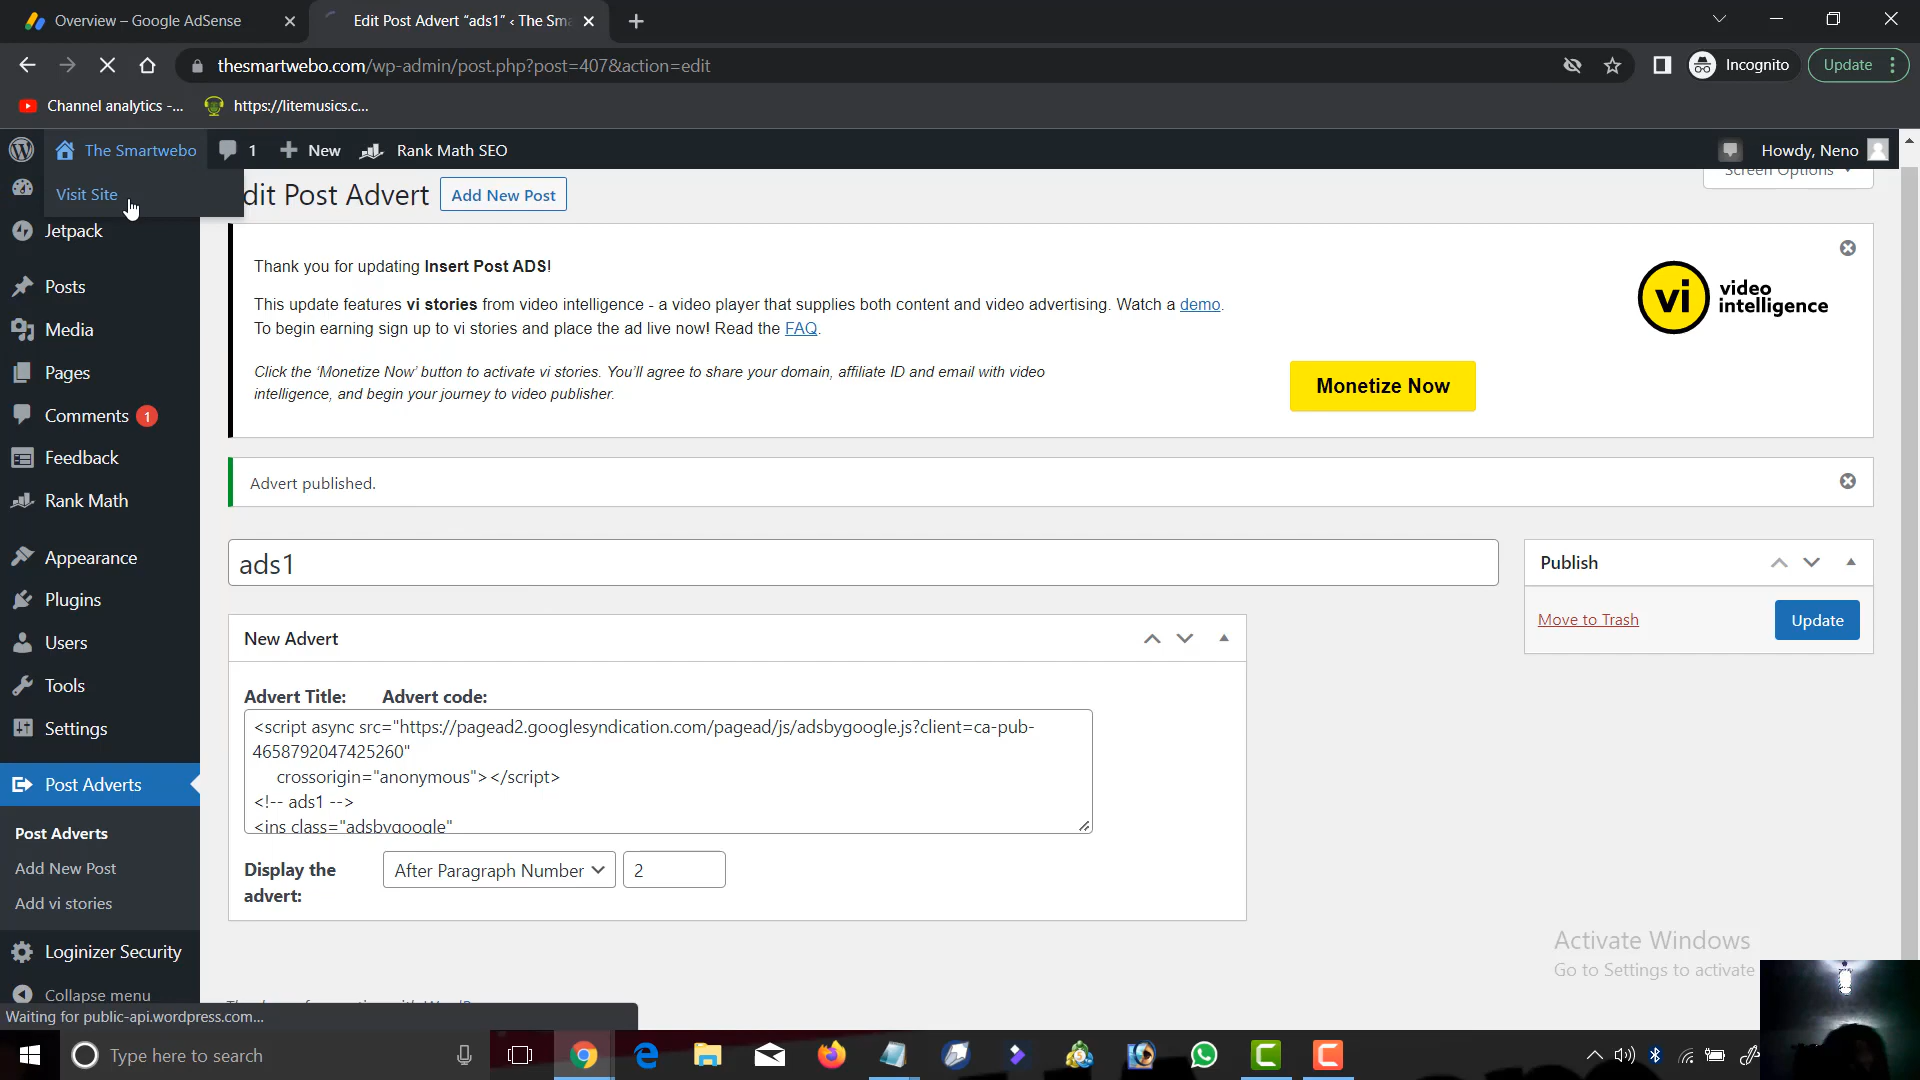 Overview – Google AdSense
Edit Post Advert “ads1” ‹ The Sma
thesmartwebo.com/wp-admin/post.php?post=407&action=edit
Incognito
Update
Channel analytics -...
https://litemusics.c...
The Smartwebo
1
New
Rank Math SEO
Howdy, Neno
Visit Site
dit Post Advert
Add New Post
Screen Options
Jetpack
Posts
Media
Pages
Comments 1
Feedback
Rank Math
Appearance
Plugins
Users
Tools
Settings
Post Adverts
Post Adverts
Add New Post
Add vi stories
Loginizer Security
Collapse menu
Thank you for updating Insert Post ADS!
This update features vi stories from video intelligence - a video player that supplies both content and video advertising. Watch a demo.
To begin earning sign up to vi stories and place the ad live now! Read the FAQ.
Click the ‘Monetize Now’ button to activate vi stories. You’ll agree to share your domain, affiliate ID and email with video
intelligence, and begin your journey to video publisher.
vi video
intelligence
Monetize Now
Advert published.
ads1
Publish
Move to Trash
Update
New Advert
Advert Title:
Advert code:
<script async src="https://pagead2.googlesyndication.com/pagead/js/adsbygoogle.js?client=ca-pub-
4658792047425260"
crossorigin="anonymous"></script>
<!-- ads1 -->
<ins class="adsbygoogle"
Display the
advert:
After Paragraph Number
2
Activate Windows
Go to Settings to activate
Waiting for public-api.wordpress.com...
Type here to search